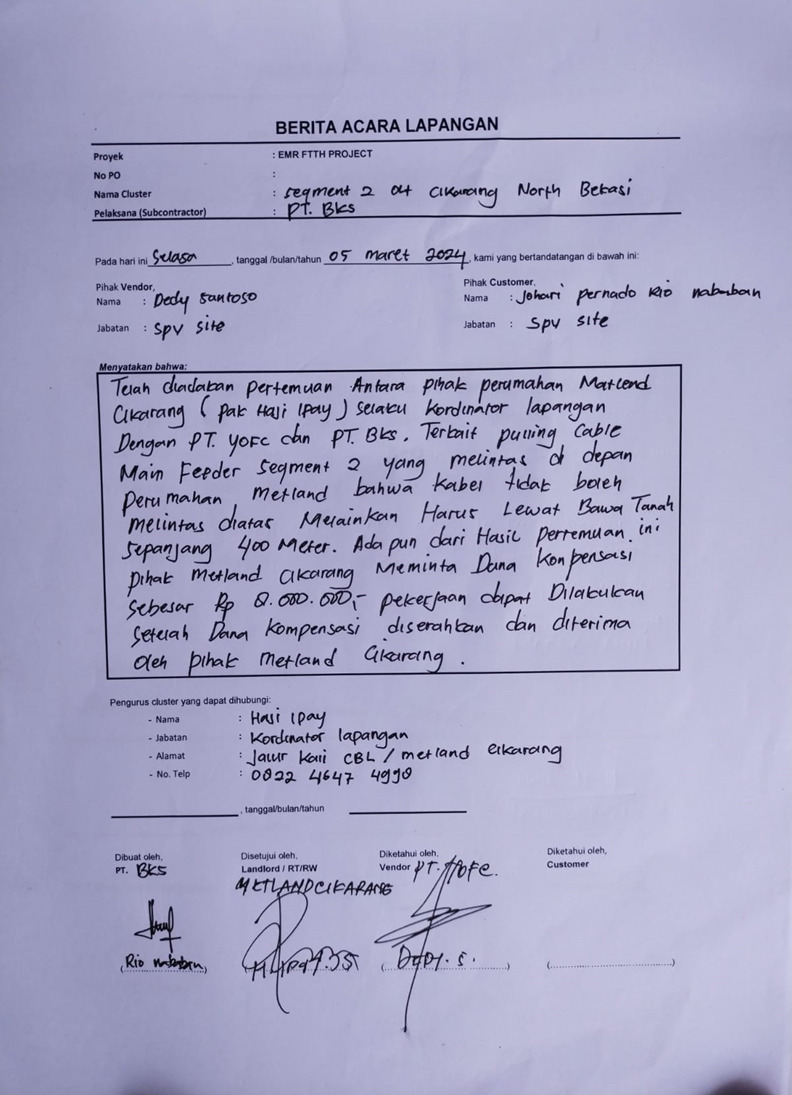 BERITA ACARA LAPANGAN
Proyek : EMR FTTH PROJECT
No PO :
Nama Cluster : segment 2 04 Cikarang North Bekasi
Pelaksana (Subcontractor) : PT. Bks
Pada hari ini Selasa, tanggal /bulan/tahun 05 maret 2024, kami yang bertandatangan di bawah ini:
Pihak Vendor,
Nama : Dedy Santoso
Jabatan : Spv site
Pihak Customer,
Nama : Johari pernado Rio nababan
Jabatan : Spv site
Menyatakan bahwa:
Telah diadakan pertemuan Antara pihak perumahan Matlend
Cikarang ( pak Haji Ipay ) Selaku kordinator lapangan
Dengan PT. YOFC dan PT. Bks. Terkait pulling Cable
Main Feeder Segment 2 yang melintas di depan
perumahan metland bahwa kabel tidak boleh
melintas diatas Melainkan Harus Lewat Bawa Tanah
sepanjang 400 Meter. Ada pun dari Hasil pertemuan ini
pihak metland cikarang Meminta Dana Konpensasi
Sebesar Rp 8.000.000,- pekerjaan dapat Dilakukan
Setelah Dana Kompensasi diserahkan dan diterima
oleh pihak metland Cikarang.
Pengurus cluster yang dapat dihubungi:
- Nama : Haji Ipay
- Jabatan : Kordinator lapangan
- Alamat : Jalur Kali CBL / metland cikarang
- No. Telp : 0822 4647 4998
, tanggal/bulan/tahun
Dibuat oleh,
PT. BKS
(Rio nababan)
Disetujui oleh,
Landlord / RT/RW
METLANDCIKARANG
Diketahui oleh,
Vendor PT.
(Dedy. S.)
Diketahui oleh,
Customer
(..............................)